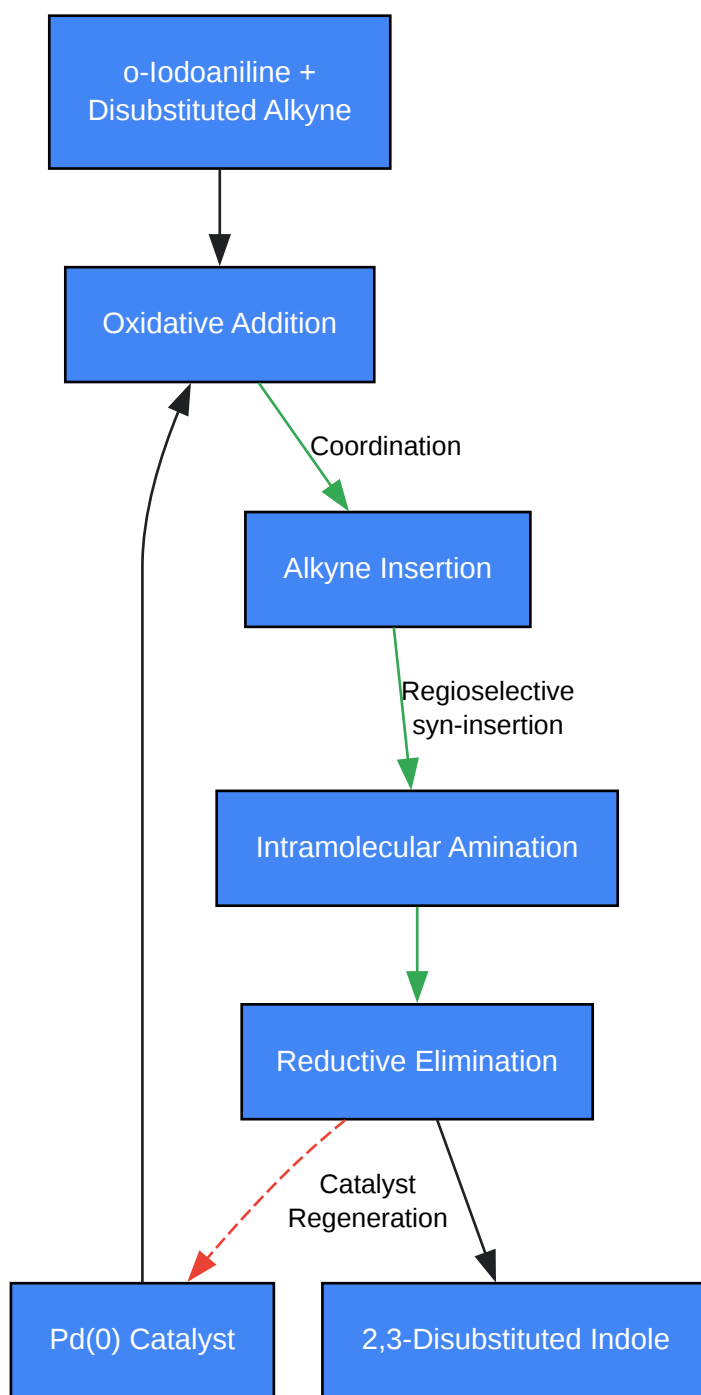 o-Iodoaniline +
Disubstituted Alkyne
Oxidative Addition
Coordination
Alkyne Insertion
Regioselective
syn-insertion
Intramolecular Amination
Reductive Elimination
Catalyst
Regeneration
Pd(0) Catalyst
2,3-Disubstituted Indole